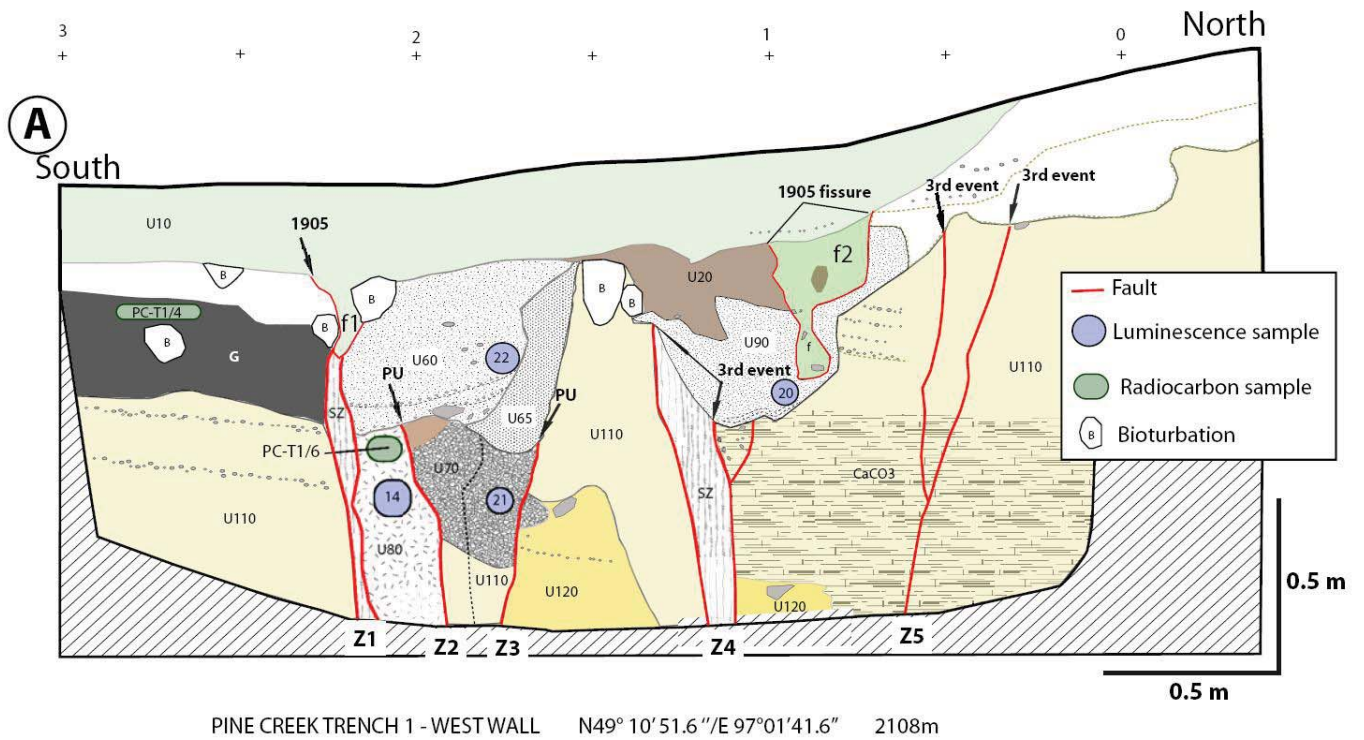 3 2 1 0
North
A
South
1905 fissure
3rd event
3rd event
U10
1905
B
B
f2
U20
PC-T1/4
B
B
B
B
f1
G
B
U60
22
U90
f
PU
3rd event
20
U110
SZ
U65
PU
U110
PC-T1/6
U70
CaCO3
14
21
SZ
U110
U80
U110
U120
U120
Z1 Z2 Z3 Z4 Z5
Fault
Luminescence sample
Radiocarbon sample
B Bioturbation
0.5 m
0.5 m
PINE CREEK TRENCH 1 - WEST WALL N49° 10'51.6 ''/E 97°01'41.6” 2108m